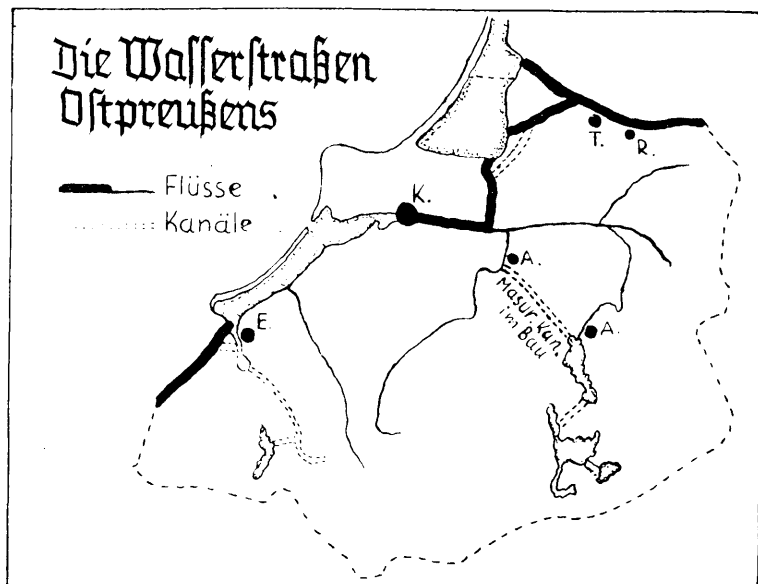 Die Wasserstraßen
Ostpreußens
Flüsse
Kanäle
T.
R.
K.
A.
Masur Kan.
im Bau
A.
E.